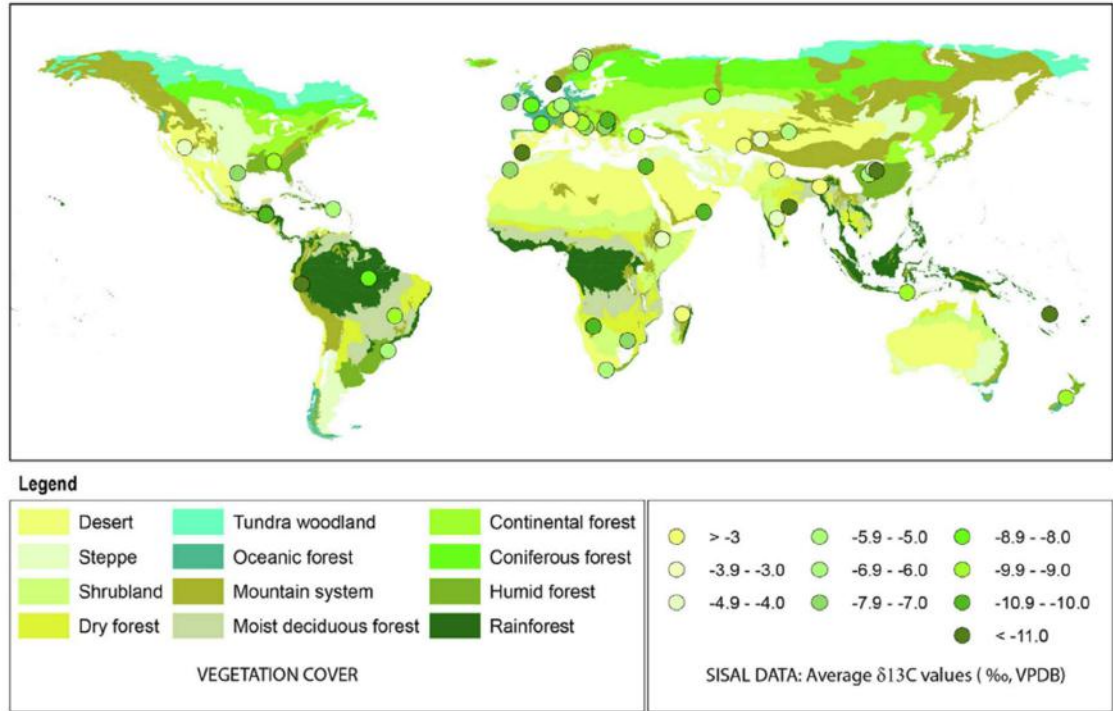 Legend
Desert
Steppe
Shrubland
Dry forest
Tundra woodland
Oceanic forest
Mountain system
Moist deciduous forest
Continental forest
Coniferous forest
Humid forest
Rainforest
VEGETATION COVER
> -3
-3.9 - -3.0
-4.9 - -4.0
-5.9 - -5.0
-6.9 - -6.0
-7.9 - -7.0
-8.9 - -8.0
-9.9 - -9.0
-10.9 - -10.0
< -11.0
SISAL DATA: Average δ13C values ( ‰, VPDB)